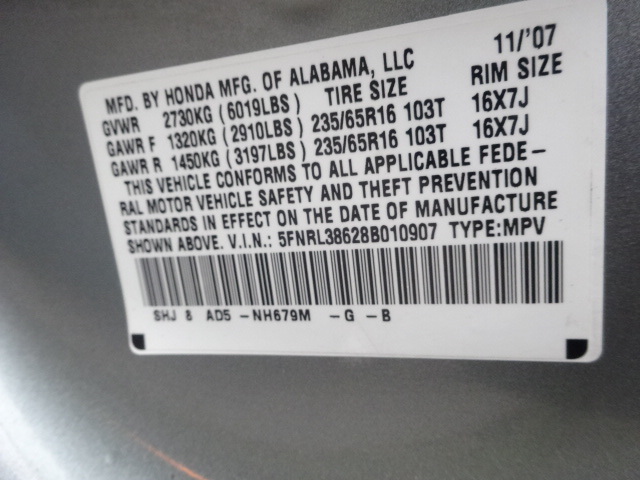 MFD. BY HONDA MFG. OF ALABAMA, LLC 11/'07
GVWR 2730KG (6019LBS) TIRE SIZE RIM SIZE
GAWR F 1320KG (2910LBS) 235/65R16 103T 16X7J
GAWR R 1450KG (3197LBS) 235/65R16 103T 16X7J
THIS VEHICLE CONFORMS TO ALL APPLICABLE FEDE-
RAL MOTOR VEHICLE SAFETY AND THEFT PREVENTION
STANDARDS IN EFFECT ON THE DATE OF MANUFACTURE
SHOWN ABOVE. V.I.N.: 5FNRL38628B010907 TYPE:MPV
SHJ 8 AD5 -NH679M -G -B